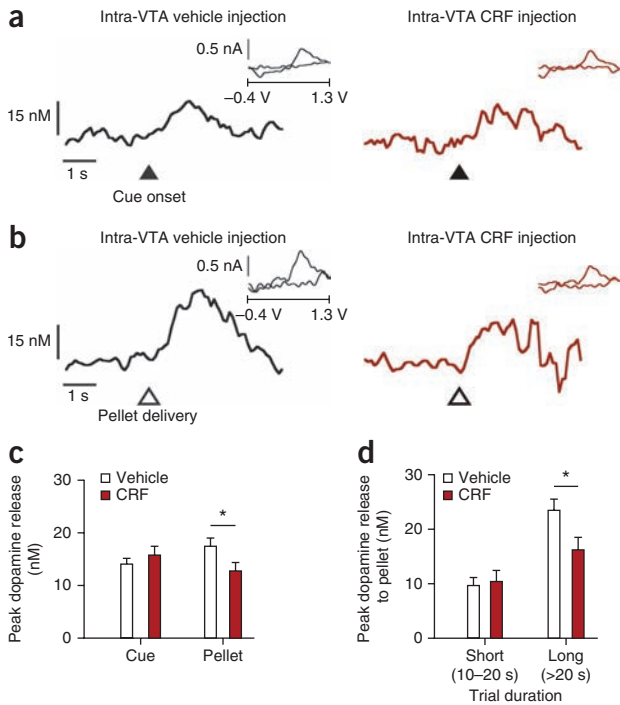 a
Intra-VTA vehicle injection
Intra-VTA CRF injection
0.5 nA
–0.4 V 1.3 V
15 nM
1 s
Cue onset
b
Intra-VTA vehicle injection
Intra-VTA CRF injection
0.5 nA
–0.4 V 1.3 V
15 nM
1 s
Pellet delivery
c
Peak dopamine release
(nM)
30
20
10
0
Vehicle
CRF
*
Cue
Pellet
d
Peak dopamine release
to pellet (nM)
30
20
10
0
Vehicle
CRF
*
Short
(10–20 s)
Long
(>20 s)
Trial duration